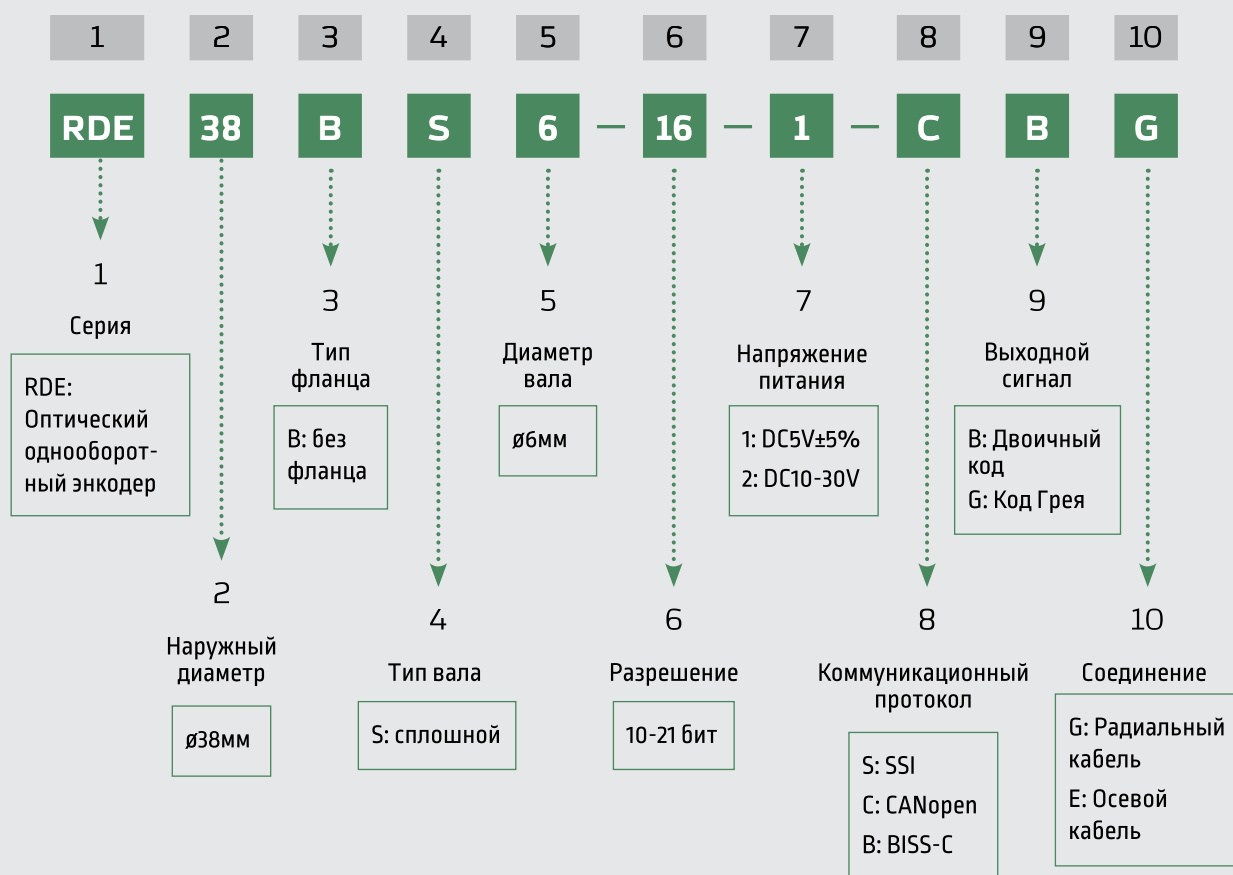 1 2 3 4 5 6 7 8 9 10
RDE 38 B S 6 — 16 — 1 — C B G
1
Серия
RDE:
Оптический
однооборот-
ный энкодер
3
Тип
фланца
B: без
фланца
5
Диаметр
вала
ø6мм
7
Напряжение
питания
1: DC5V±5%
2: DC10-30V
9
Выходной
сигнал
B: Двоичный
код
G: Код Грея
2
Наружный
диаметр
ø38мм
4
Тип вала
S: сплошной
6
Разрешение
10-21 бит
8
Коммуникационный
протокол
S: SSI
C: CANopen
B: BISS-C
10
Соединение
G: Радиальный
кабель
E: Осевой
кабель